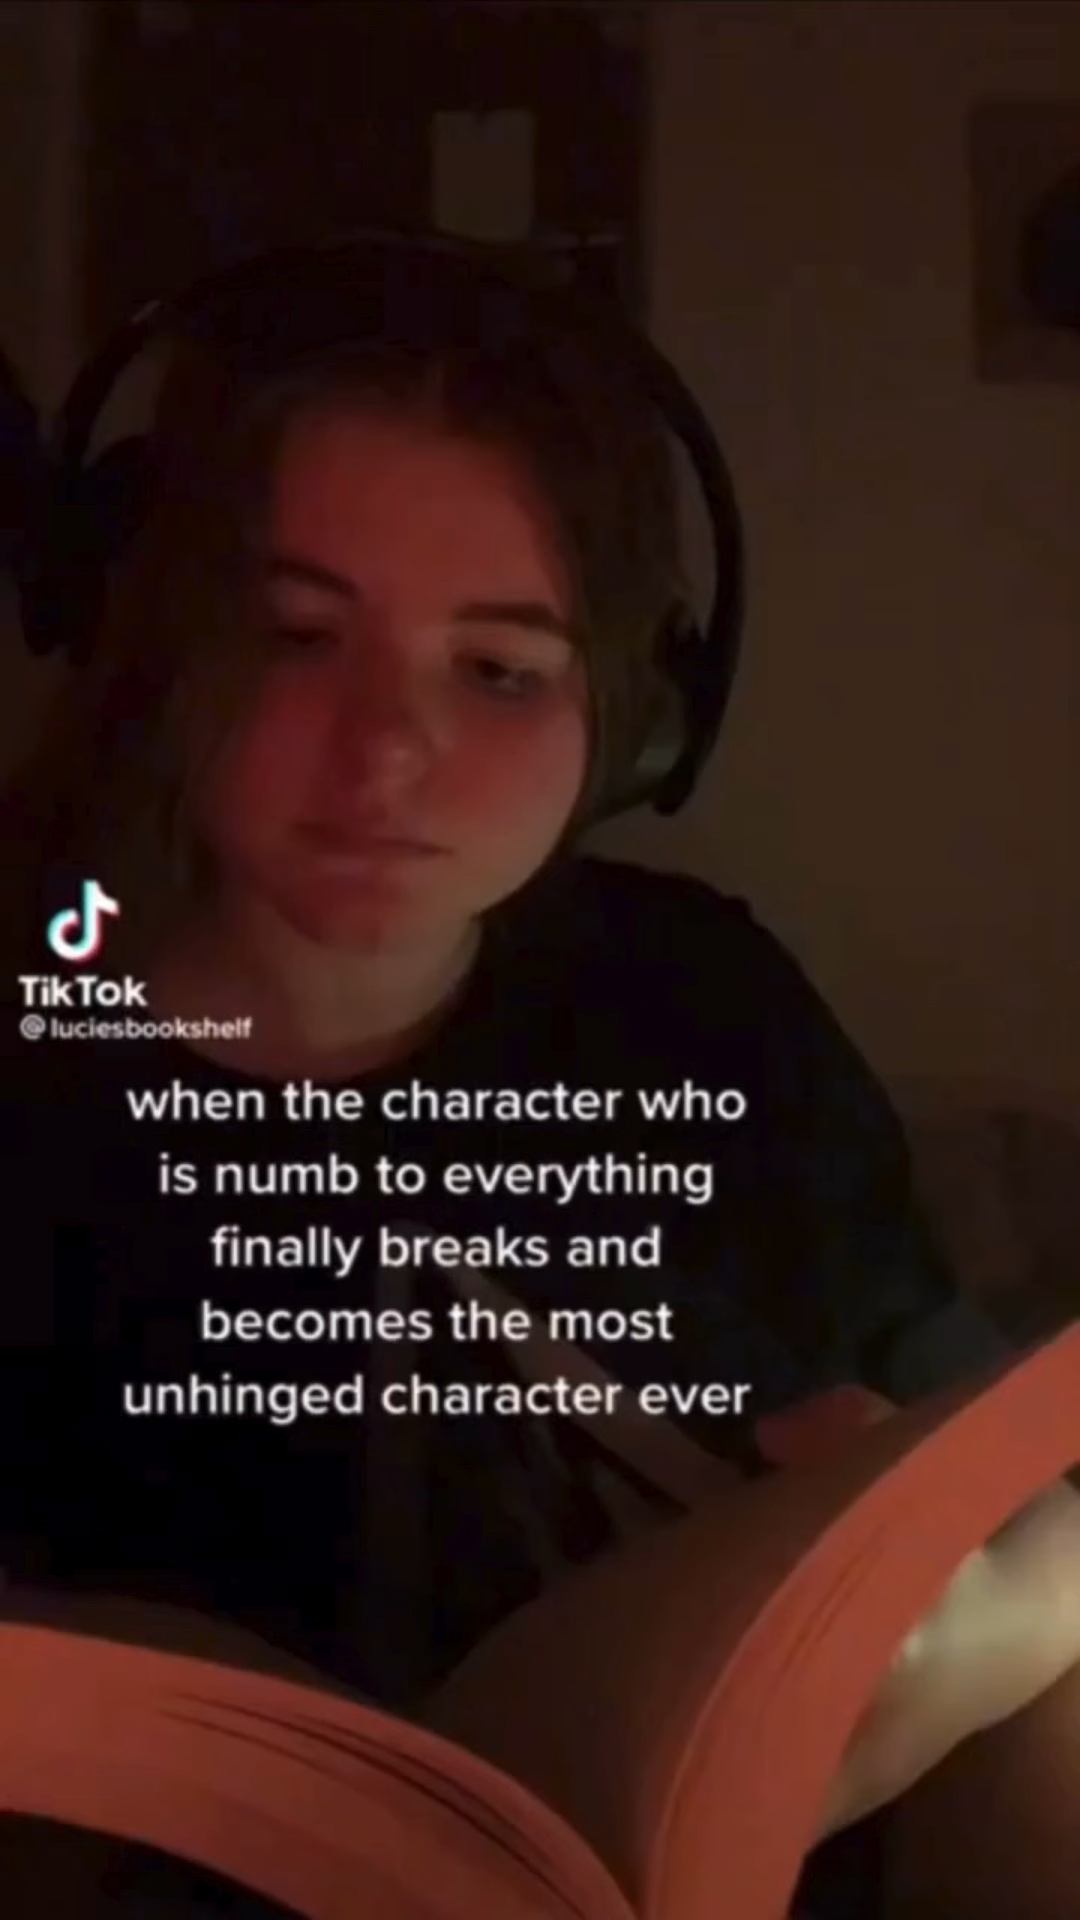 TikTok
@luciesbookshelf
when the character who
is numb to everything
finally breaks and
becomes the most
unhinged character ever